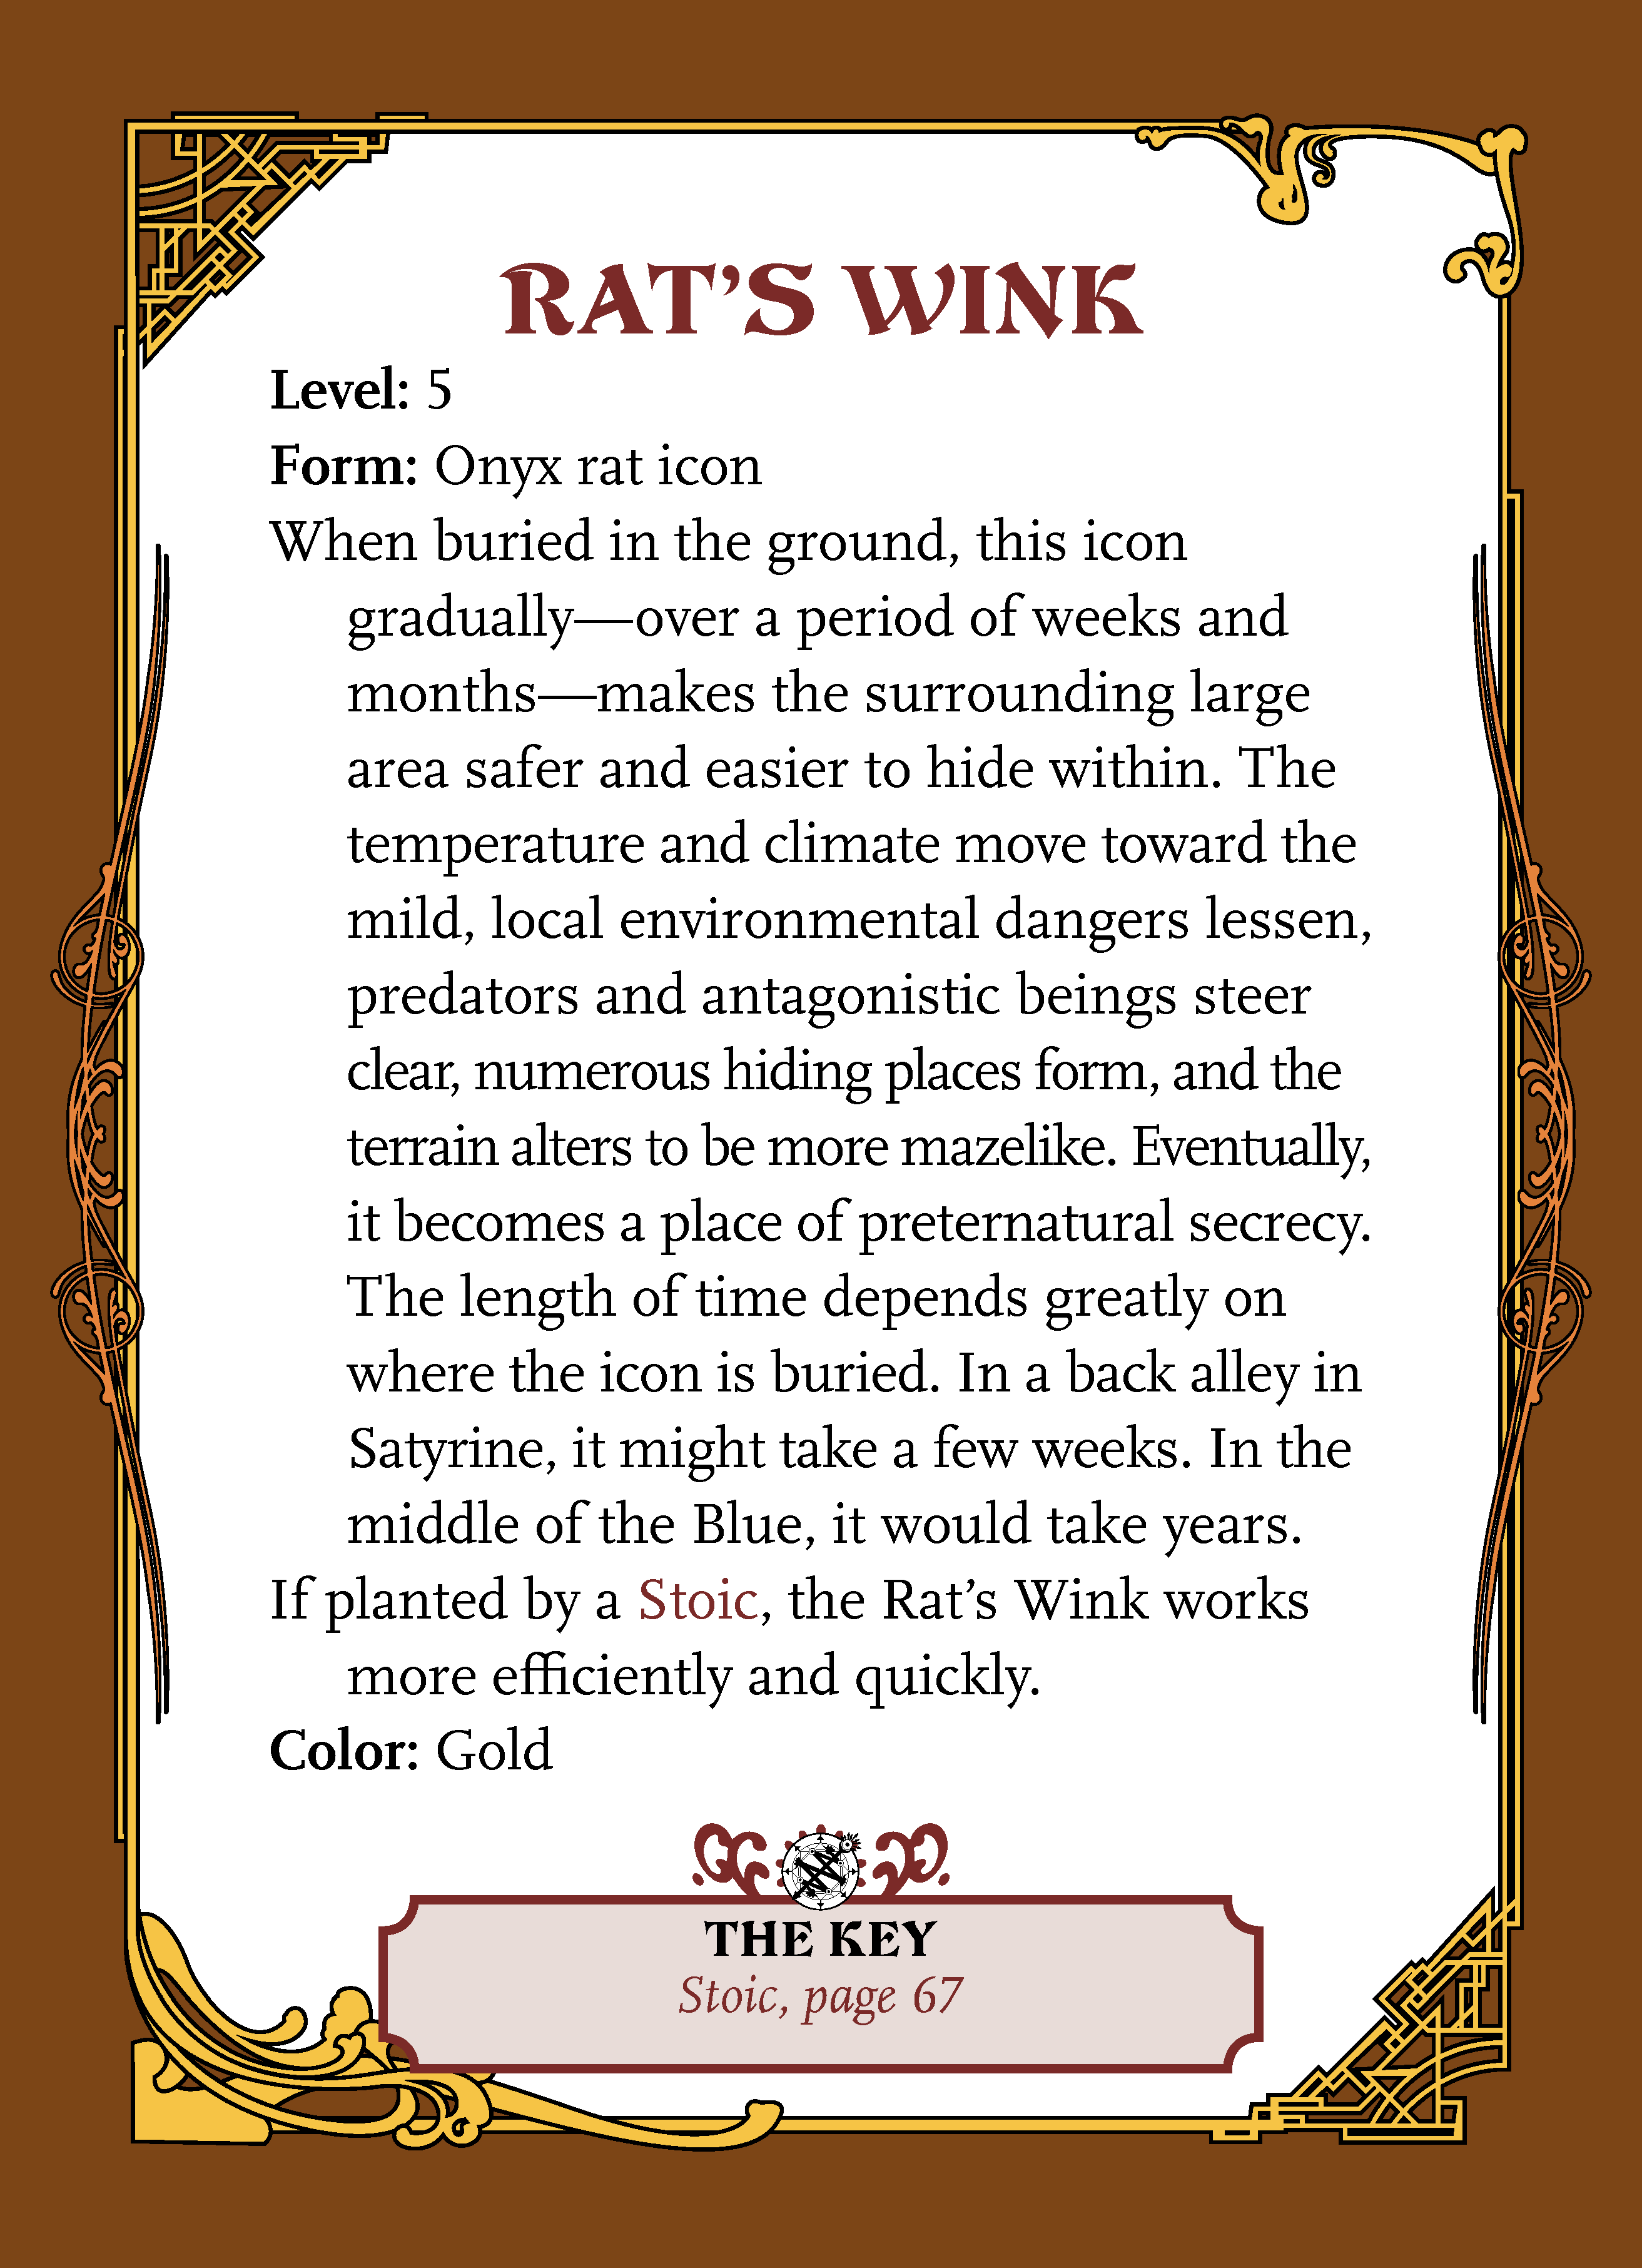 RAT’S WINK
Level: 5
Form: Onyx rat icon
When buried in the ground, this icon
gradually—over a period of weeks and
months—makes the surrounding large
area safer and easier to hide within. The
temperature and climate move toward the
mild, local environmental dangers lessen,
predators and antagonistic beings steer
clear, numerous hiding places form, and the
terrain alters to be more mazelike. Eventually,
it becomes a place of preternatural secrecy.
The length of time depends greatly on
where the icon is buried. In a back alley in
Satyrine, it might take a few weeks. In the
middle of the Blue, it would take years.
If planted by a Stoic, the Rat’s Wink works
more efficiently and quickly.
Color: Gold
THE KEY
Stoic, page 67